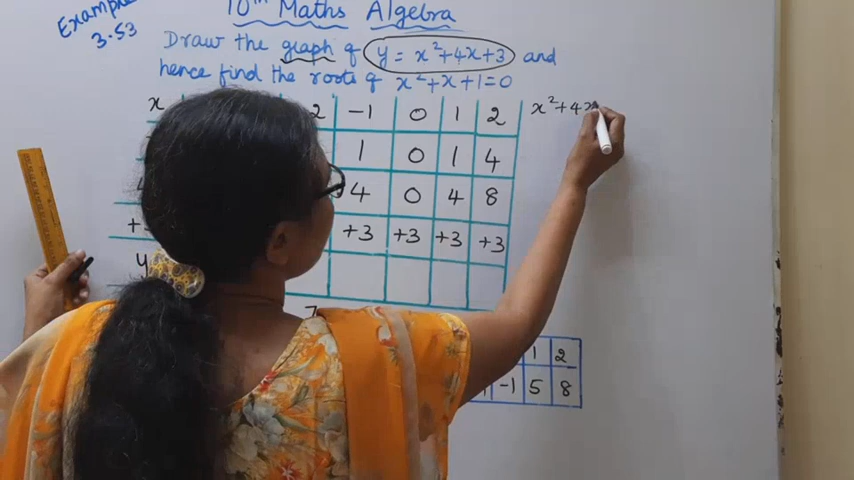 10th Maths Algebra
Example
3.53
Draw the graph of y = x²+4x+3 and
hence find the roots of x²+x+1=0
x 2 -1 0 1 2
x²+4x
1 0 1 4
4 0 4 8
+3 +3 +3 +3
y
1 2
-1 5 8